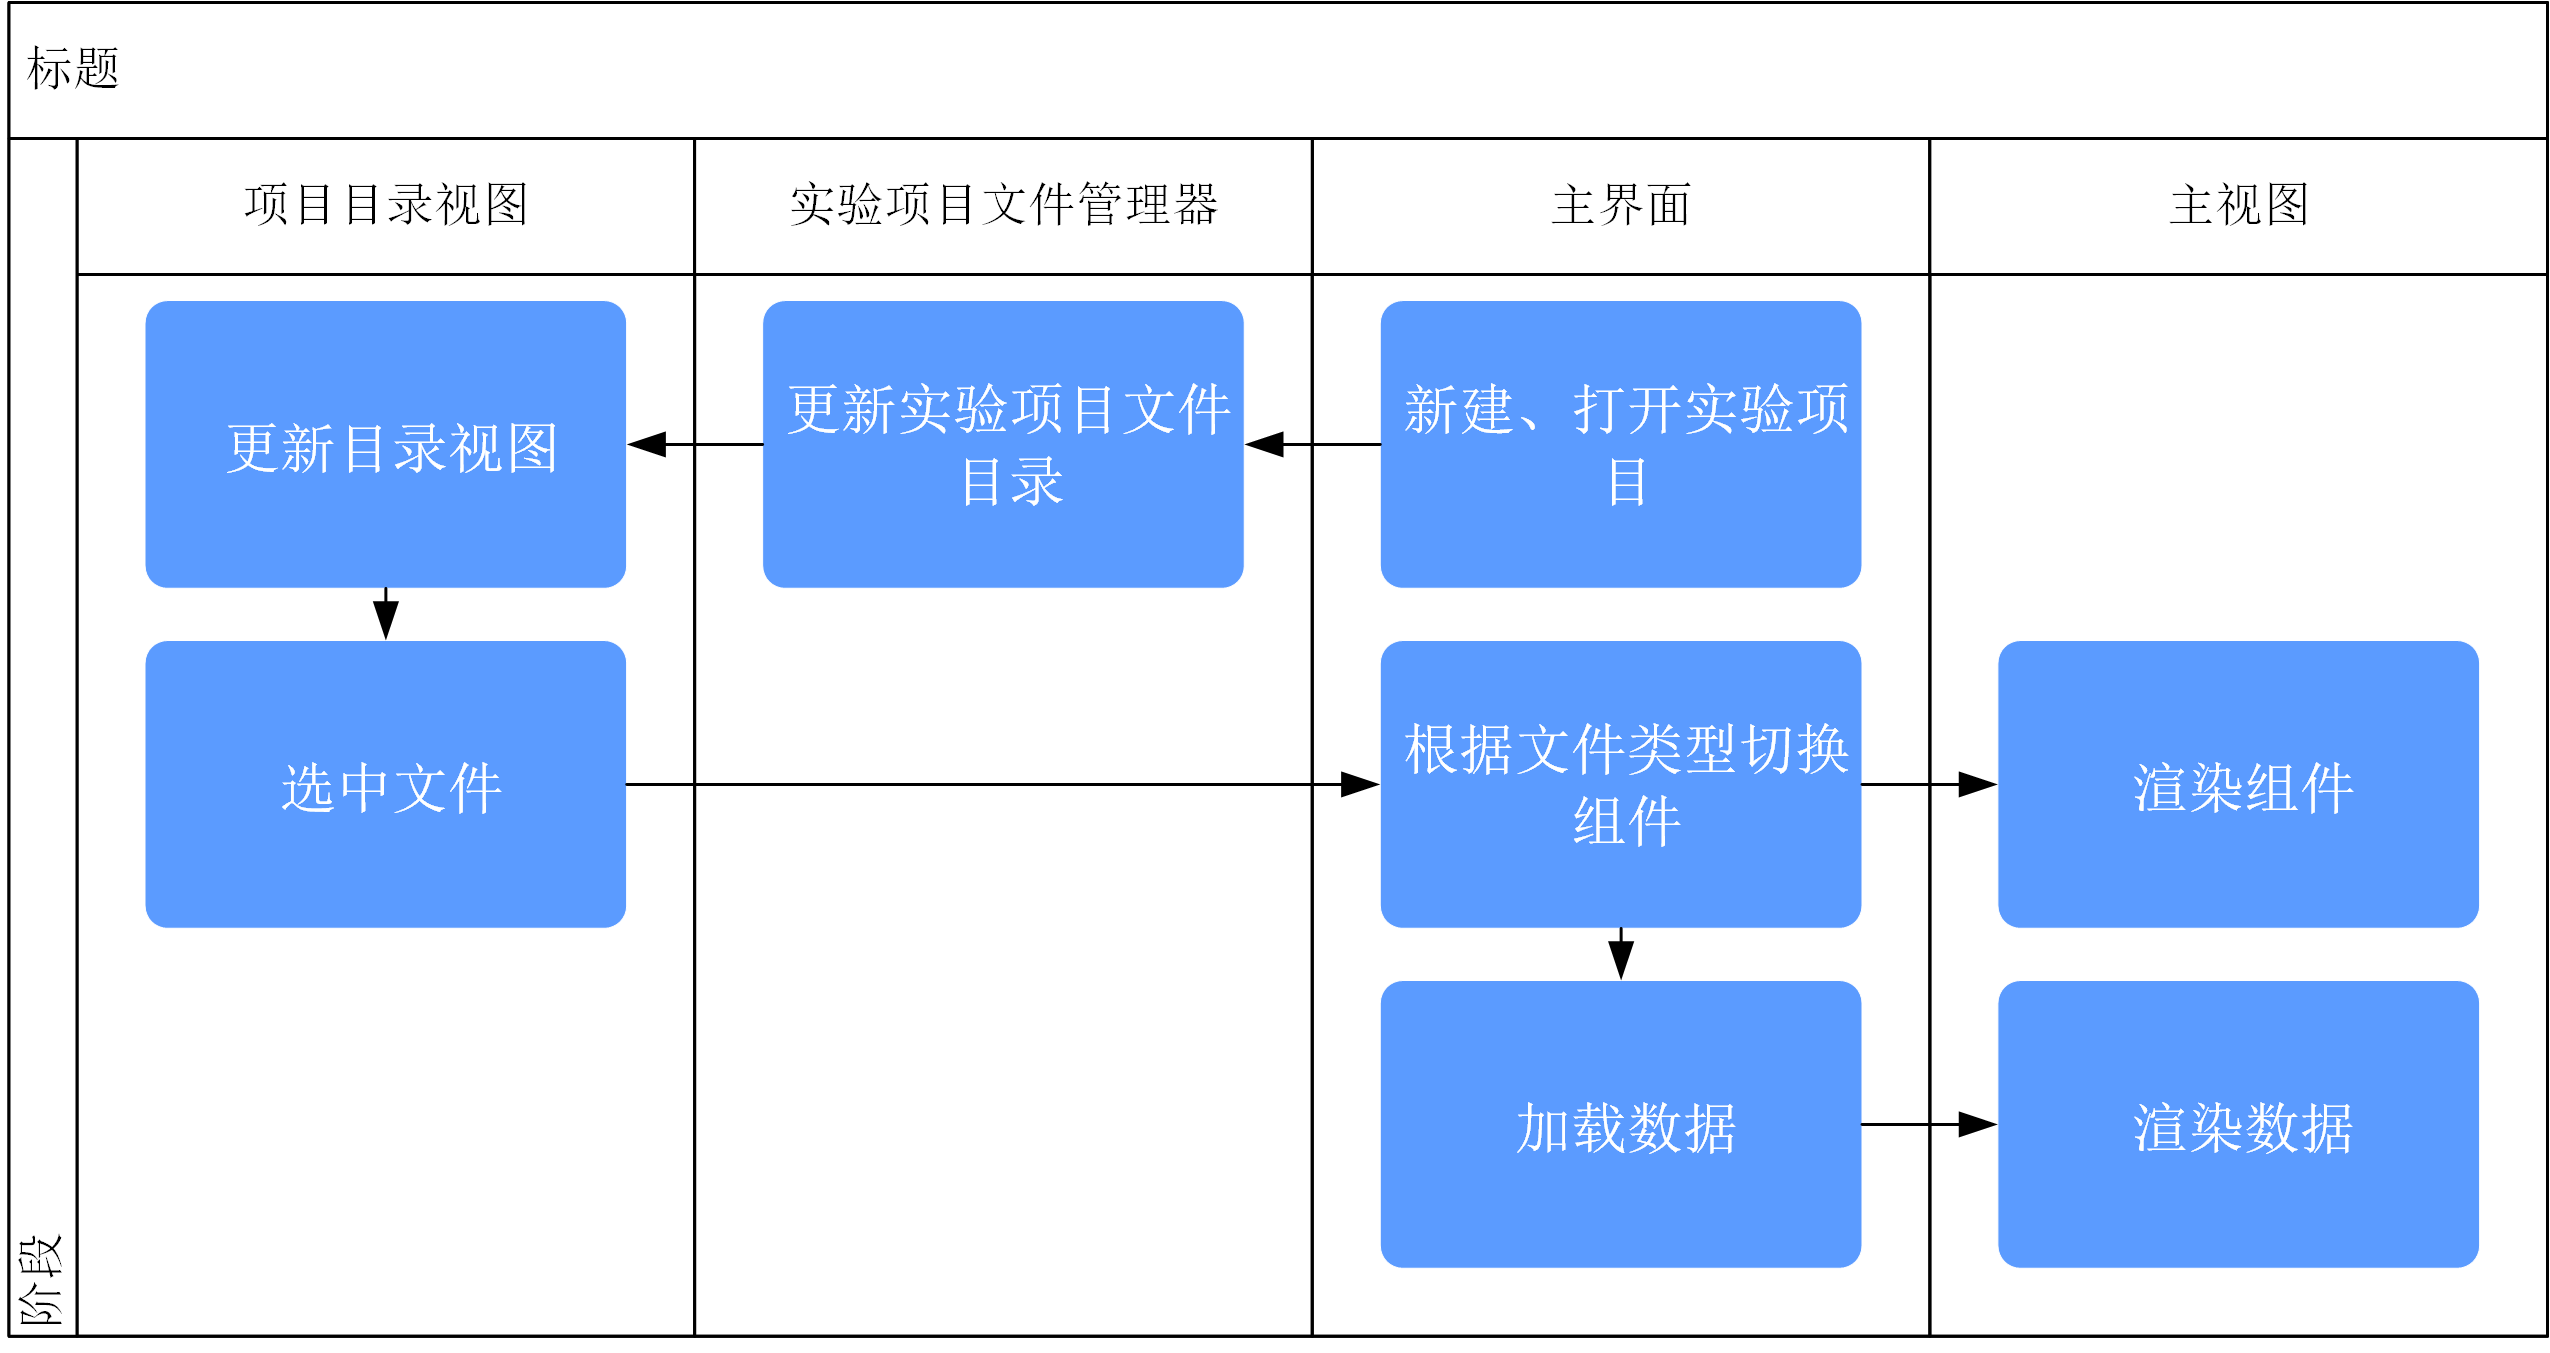 标题
项目目录视图
实验项目文件管理器
主界面
主视图
更新目录视图
更新实验项目文件
目录
新建、打开实验项
目
选中文件
根据文件类型切换
组件
渲染组件
加载数据
渲染数据
阶段